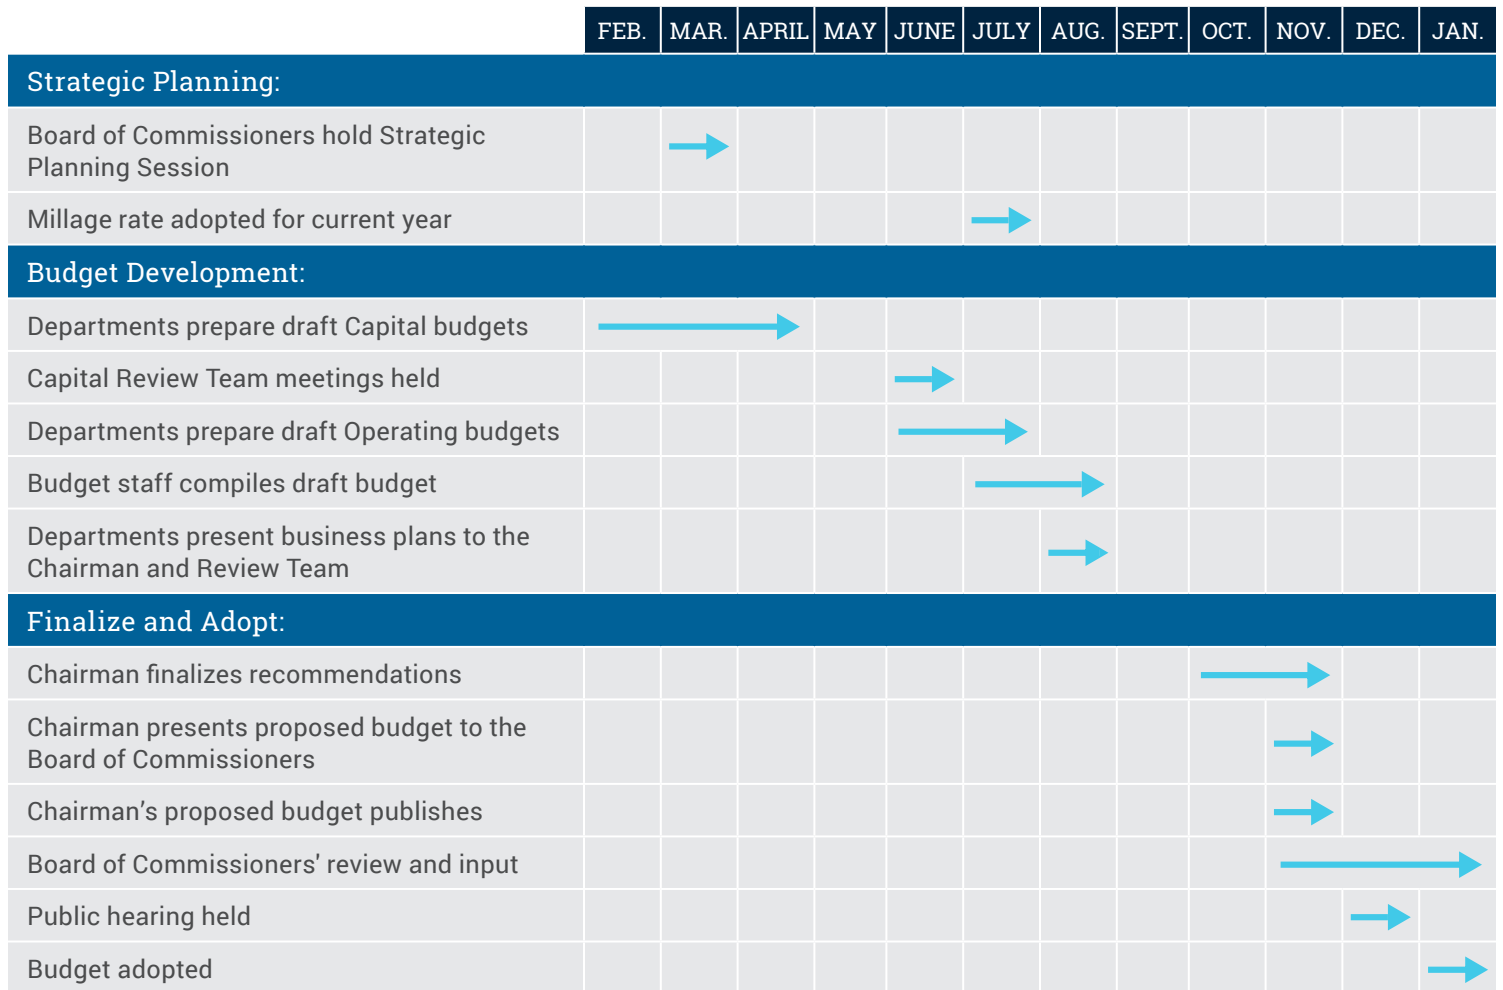 FEB. MAR. APRIL MAY JUNE JULY AUG. SEPT. OCT. NOV. DEC. JAN.
Strategic Planning:
Board of Commissioners hold Strategic
Planning Session
Millage rate adopted for current year
Budget Development:
Departments prepare draft Capital budgets
Capital Review Team meetings held
Departments prepare draft Operating budgets
Budget staff compiles draft budget
Departments present business plans to the
Chairman and Review Team
Finalize and Adopt:
Chairman finalizes recommendations
Chairman presents proposed budget to the
Board of Commissioners
Chairman’s proposed budget publishes
Board of Commissioners' review and input
Public hearing held
Budget adopted